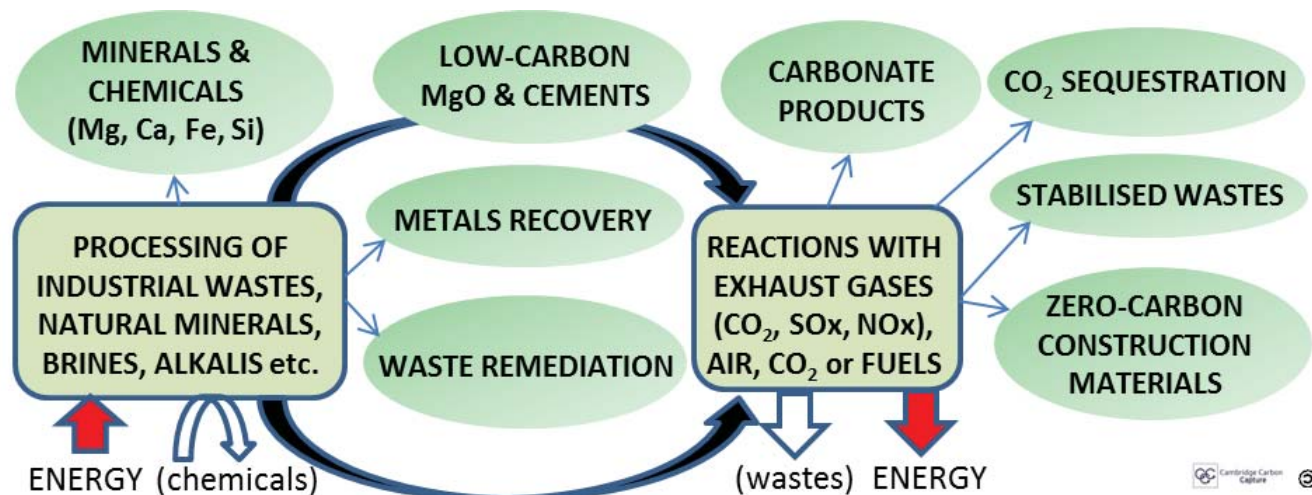 MINERALS &
CHEMICALS
(Mg, Ca, Fe, Si)
LOW-CARBON
MgO & CEMENTS
CARBONATE
PRODUCTS
CO₂ SEQUESTRATION
PROCESSING OF
INDUSTRIAL WASTES,
NATURAL MINERALS,
BRINES, ALKALIS etc.
METALS RECOVERY
WASTE REMEDIATION
REACTIONS WITH
EXHAUST GASES
(CO₂, SOx, NOx),
AIR, CO₂ or FUELS
STABILISED WASTES
ZERO-CARBON
CONSTRUCTION
MATERIALS
ENERGY (chemicals)
(wastes) ENERGY
Cambridge Carbon
Capture